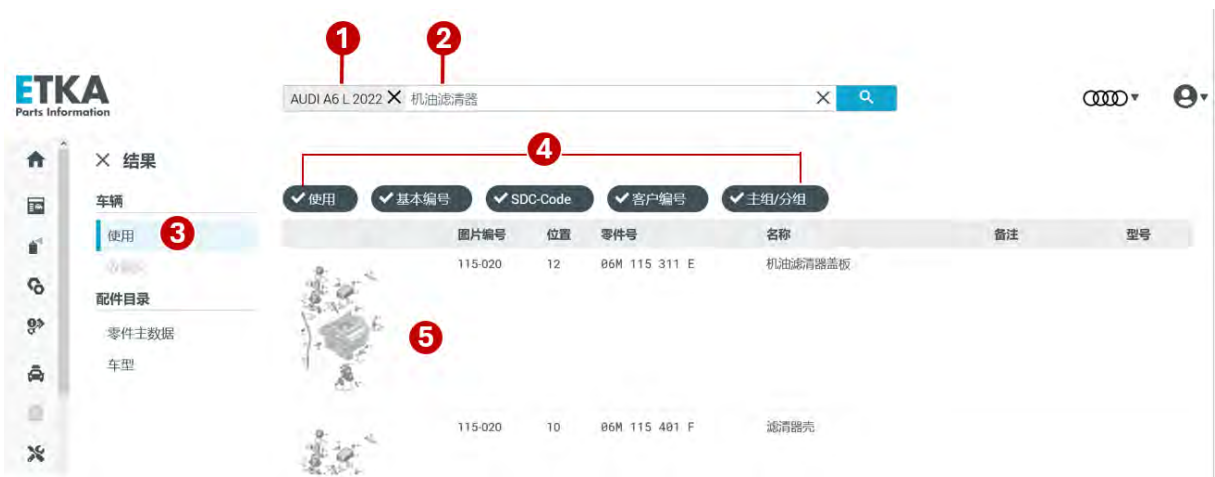 1 2
ETKA
Parts Information
AUDI A6 L 2022 机油滤清器
4
结果
车辆
使用 3
配件目录
零件主数据
车型
使用 基本编号 SDC-Code 客户编号 主组/分组
图片编号 位置 零件号 名称 备注 型号
115-020 12 06M 115 311 E 机油滤清器盖板
5
115-020 10 06M 115 401 F 滤清器壳